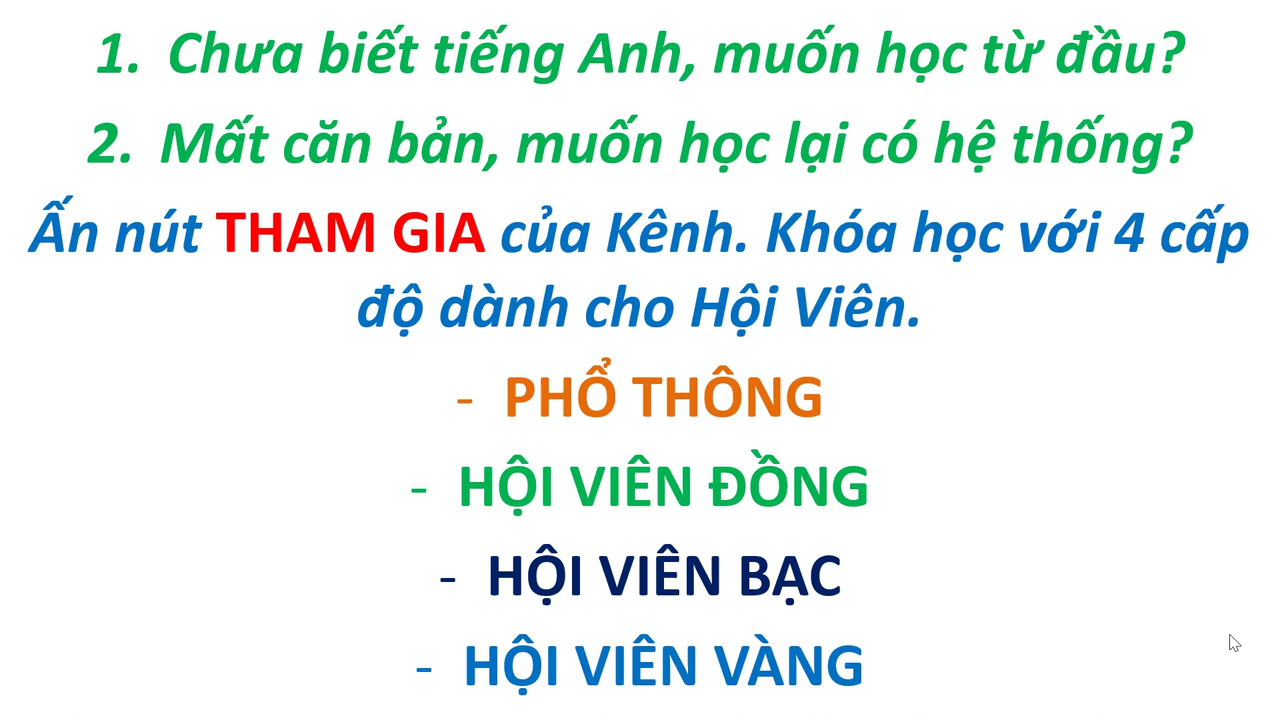 1. Chưa biết tiếng Anh, muốn học từ đầu?
2. Mất căn bản, muốn học lại có hệ thống?
Ấn nút THAM GIA của Kênh. Khóa học với 4 cấp
độ dành cho Hội Viên.
- PHỔ THÔNG
- HỘI VIÊN ĐỒNG
- HỘI VIÊN BẠC
- HỘI VIÊN VÀNG